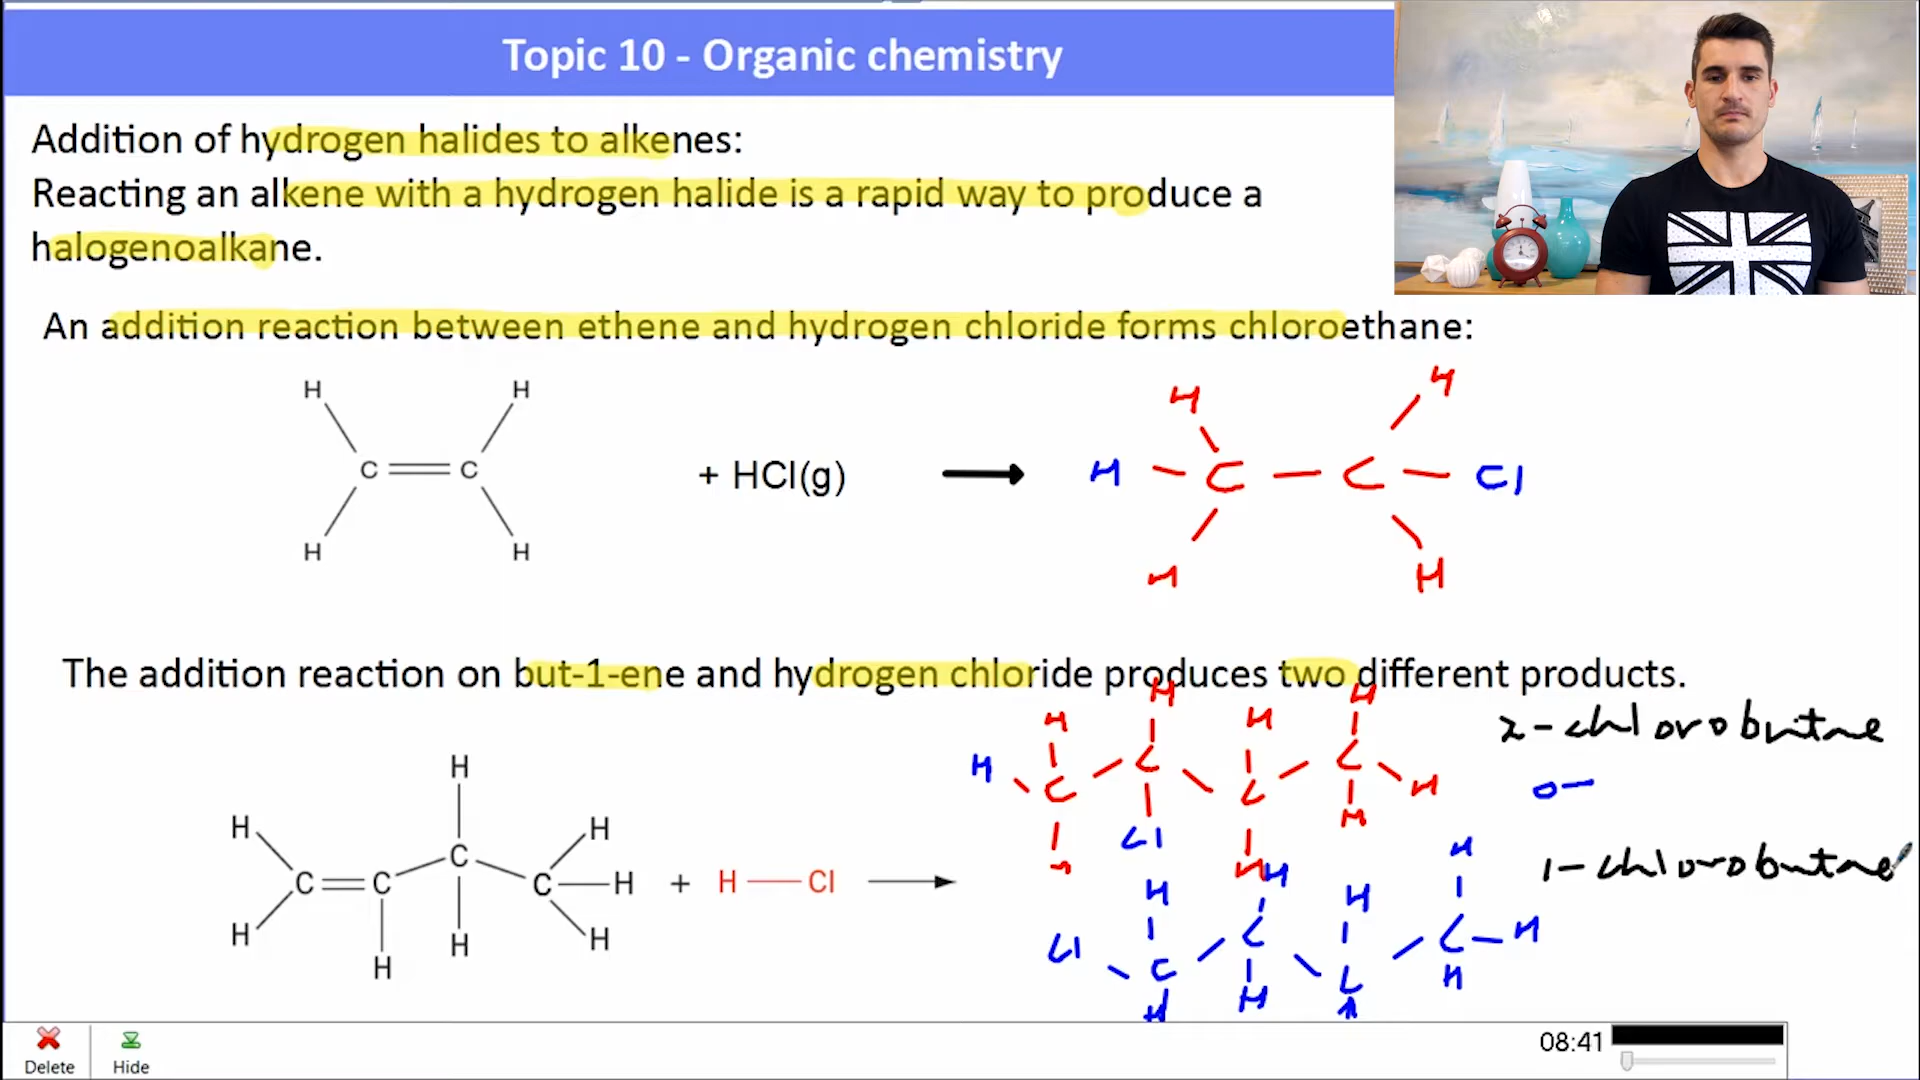 Topic 10 - Organic chemistry
Addition of hydrogen halides to alkenes:
Reacting an alkene with a hydrogen halide is a rapid way to produce a
halogenoalkane.
An addition reaction between ethene and hydrogen chloride forms chloroethane:
H H H H
C C + HCl(g) H C C Cl
H H H H
The addition reaction on but-1-ene and hydrogen chloride produces two different products.
H H H H 2-chlorobutane
H C C C C H
Cl H H
H
H H H
C C C C H + H Cl
H H H H
Cl C C C C H 1-chlorobutane
H H H H H H H
Delete Hide 08:41